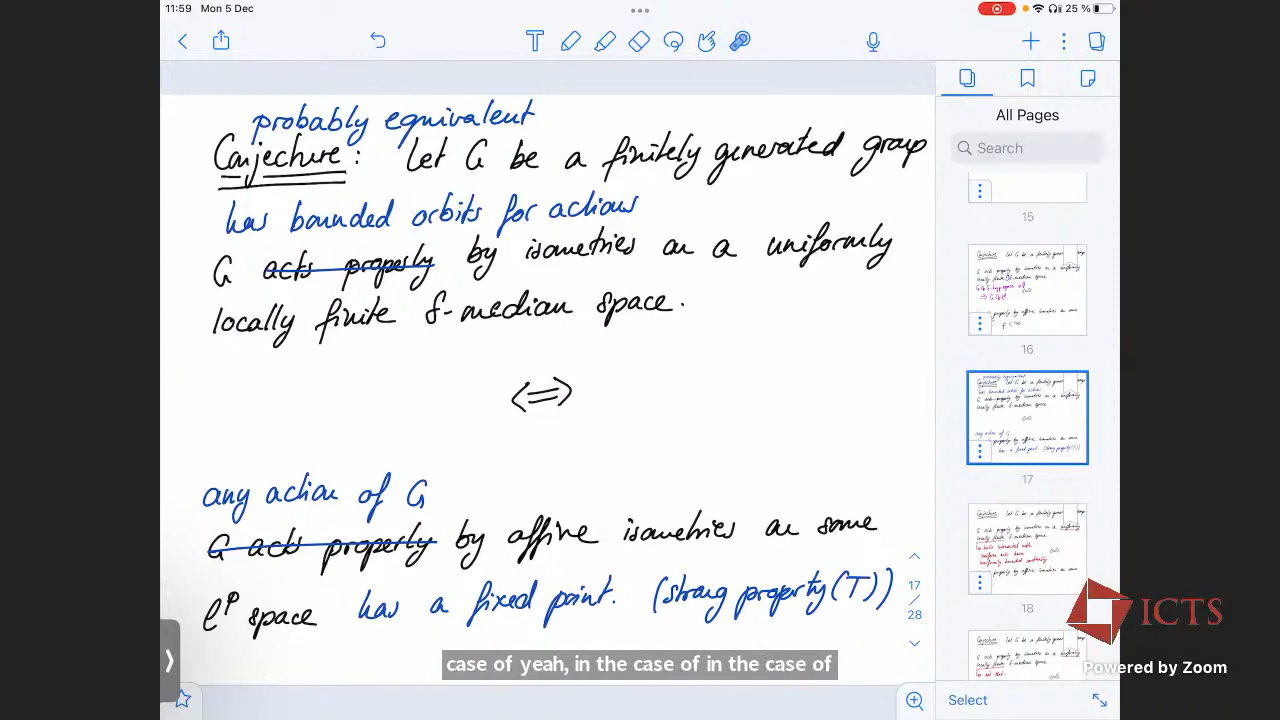 11:59 Mon 5 Dec
25 %
All Pages
Search
probably equivalent
Conjecture: Let G be a finitely generated group
has bounded orbits for actions
G acts properly by isometries on a uniformly
locally finite δ-median space.
<=>
any action of G
G acts properly by affine isometries on some
ℓᵖ space has a fixed point. (strong property (T))
15
16
17
18
17
/
28
ICTS
Powered by Zoom
case of yeah, in the case of in the case of
Select